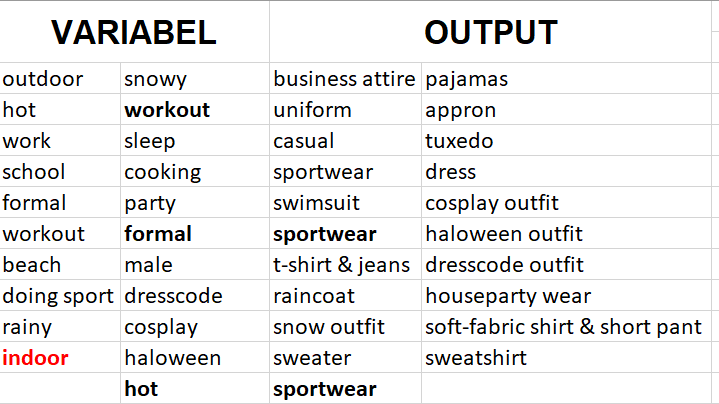 VARIABEL OUTPUT
outdoor snowy business attire pajamas
hot workout uniform appron
work sleep casual tuxedo
school cooking sportwear dress
formal party swimsuit cosplay outfit
workout formal sportwear haloween outfit
beach male t-shirt & jeans dresscode outfit
doing sport dresscode raincoat houseparty wear
rainy cosplay snow outfit soft-fabric shirt & short pant
indoor haloween sweater sweatshirt
hot sportwear